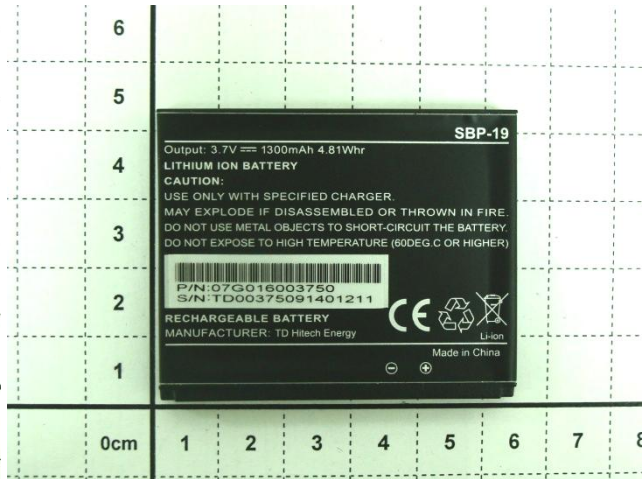 6
5
SBP-19
Output: 3.7V 1300mAh 4.81Whr
4
LITHIUM ION BATTERY
CAUTION:
USE ONLY WITH SPECIFIED CHARGER.
MAY EXPLODE IF DISASSEMBLED OR THROWN IN FIRE.
3
DO NOT USE METAL OBJECTS TO SHORT-CIRCUIT THE BATTERY.
DO NOT EXPOSE TO HIGH TEMPERATURE (60DEG.C OR HIGHER)
P/N:07G016003750
2
S/N:TD00375091401211
CE
RECHARGEABLE BATTERY
MANUFACTURER: TD Hitech Energy
Li-ion
Made in China
1
0cm 1 2 3 4 5 6 7 8